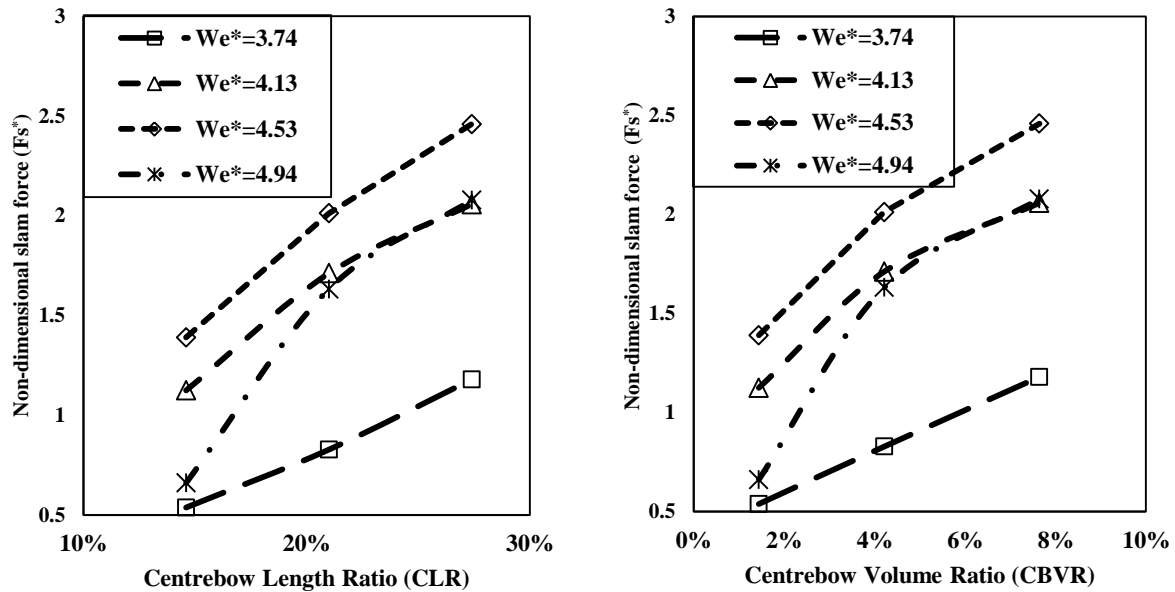 3
2.5
2
1.5
1
0.5
Non-dimensional slam force (Fs*)
We*=3.74
We*=4.13
We*=4.53
We*=4.94
10%
20%
30%
Centrebow Length Ratio (CLR)
3
2.5
2
1.5
1
0.5
Non-dimensional slam force (Fs*)
We*=3.74
We*=4.13
We*=4.53
We*=4.94
0%
2%
4%
6%
8%
10%
Centrebow Volume Ratio (CBVR)